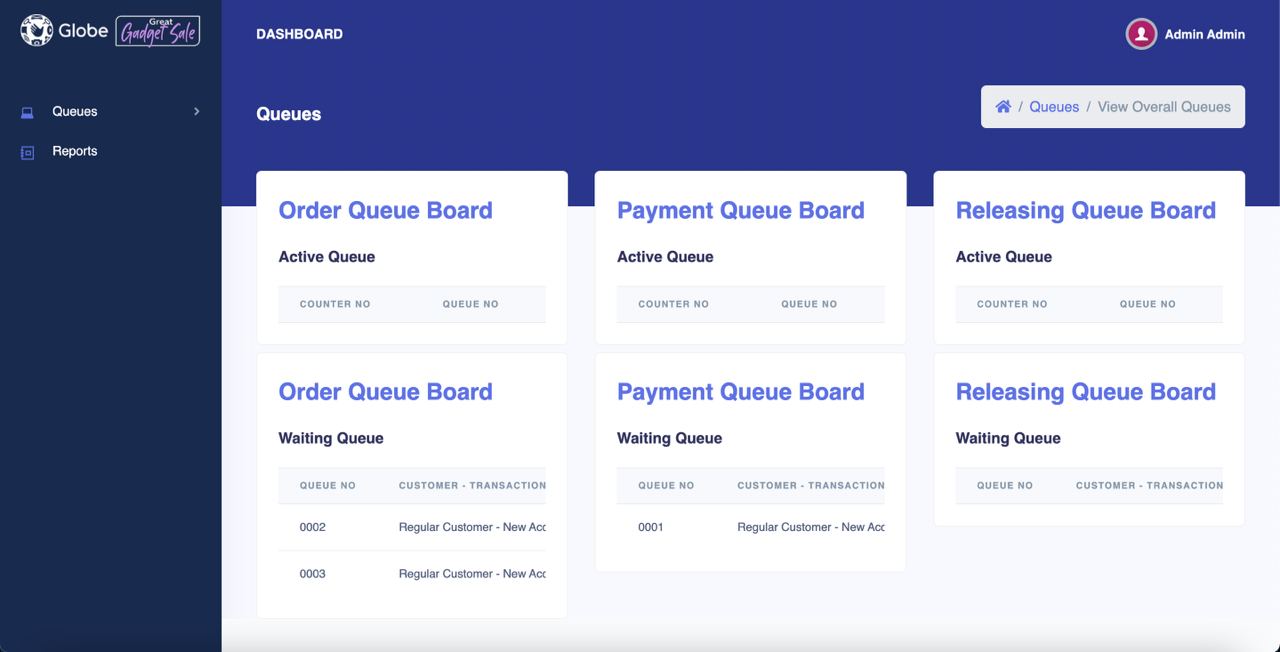 Globe
Great
Gadget Sale
DASHBOARD
Admin Admin
Queues
Reports
Queues
/ Queues / View Overall Queues
Order Queue Board
Active Queue
COUNTER NO QUEUE NO
Payment Queue Board
Active Queue
COUNTER NO QUEUE NO
Releasing Queue Board
Active Queue
COUNTER NO QUEUE NO
Order Queue Board
Waiting Queue
QUEUE NO CUSTOMER - TRANSACTION
0002 Regular Customer - New Acc
0003 Regular Customer - New Acc
Payment Queue Board
Waiting Queue
QUEUE NO CUSTOMER - TRANSACTION
0001 Regular Customer - New Acc
Releasing Queue Board
Waiting Queue
QUEUE NO CUSTOMER - TRANSACTION